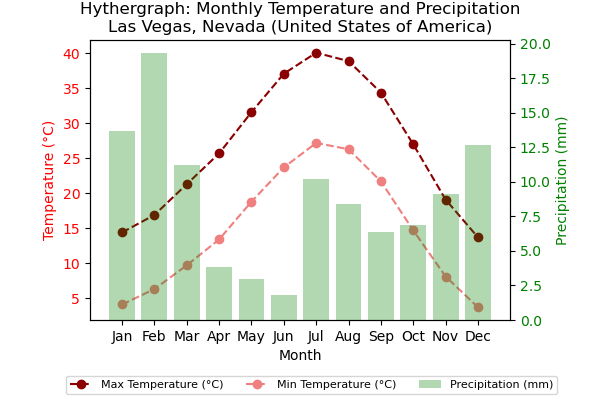 Hythergraph: Monthly Temperature and Precipitation
Las Vegas, Nevada (United States of America)
Temperature (°C)
40
35
30
25
20
15
10
5
20.0
17.5
15.0
12.5
10.0
7.5
5.0
2.5
0.0
Precipitation (mm)
Jan Feb Mar Apr May Jun Jul Aug Sep Oct Nov Dec
Month
Max Temperature (°C) Min Temperature (°C) Precipitation (mm)